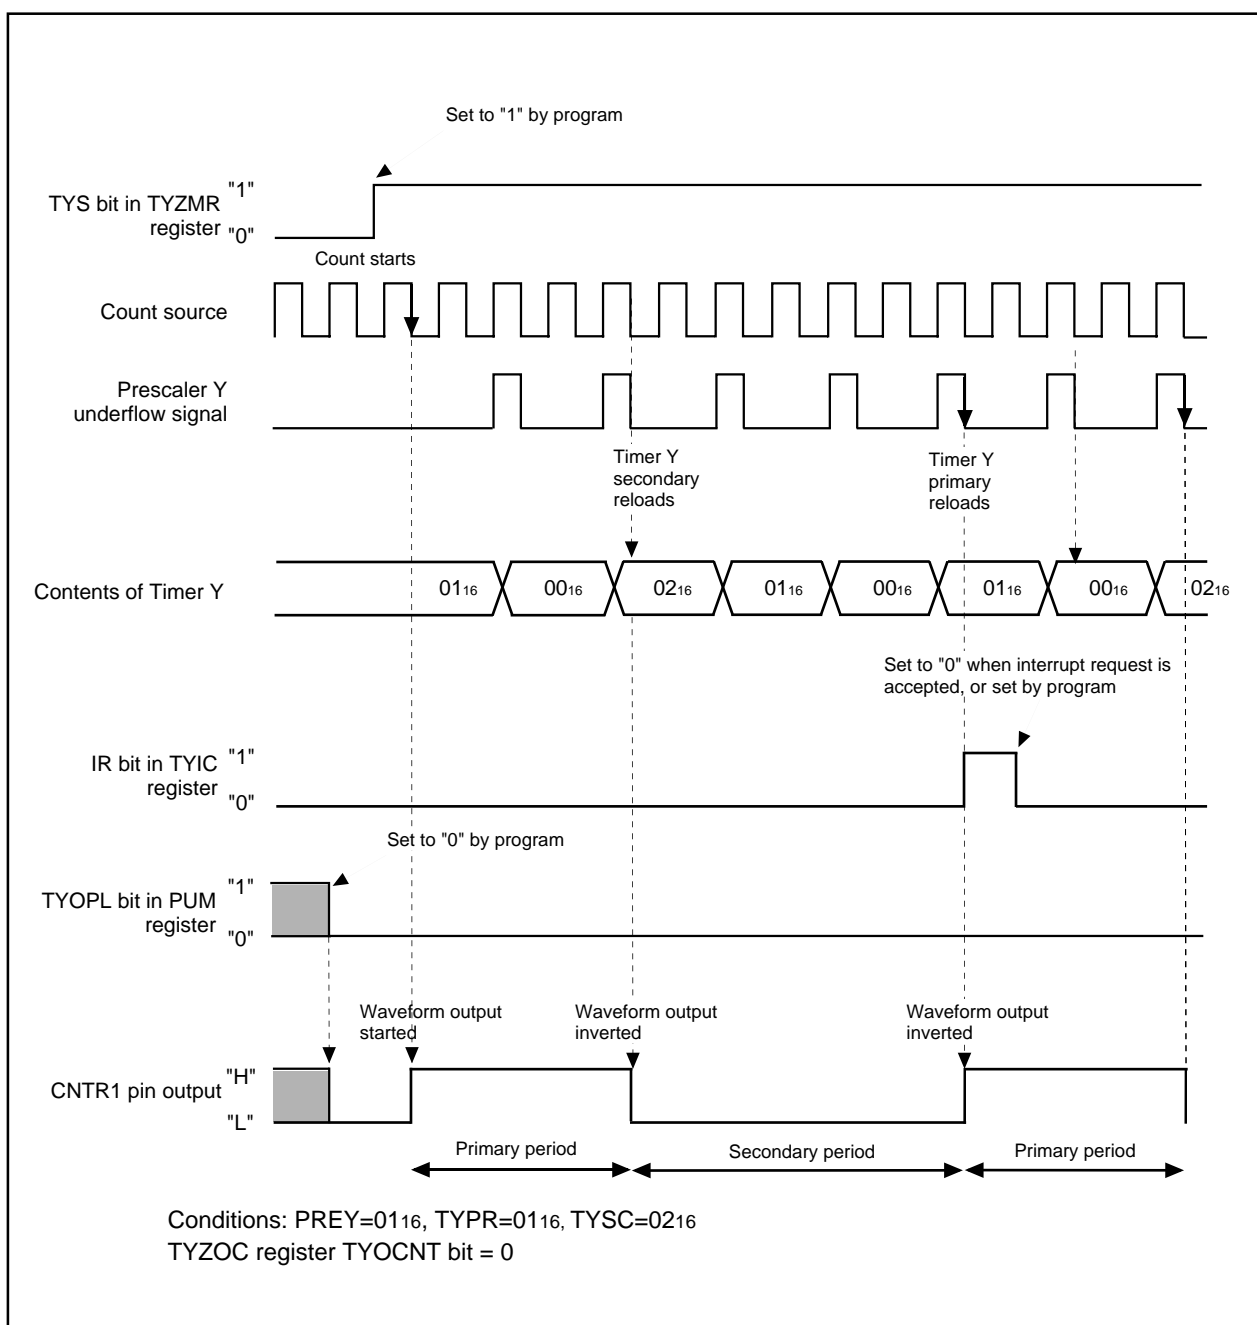 Set to "1" by program
"1"
TYS bit in TYZMR
register
"0"
Count starts
Count source
Prescaler Y
underflow signal
Timer Y
secondary
reloads
Timer Y
primary
reloads
Contents of Timer Y
0116
0016
0216
0116
0016
0116
0016
0216
Set to "0" when interrupt request is
accepted, or set by program
"1"
IR bit in TYIC
register
"0"
Set to "0" by program
"1"
TYOPL bit in PUM
register
"0"
Waveform output
started
Waveform output
inverted
Waveform output
inverted
"H"
CNTR1 pin output
"L"
Primary period
Secondary period
Primary period
Conditions: PREY=0116, TYPR=0116, TYSC=0216
TYZOC register TYOCNT bit = 0